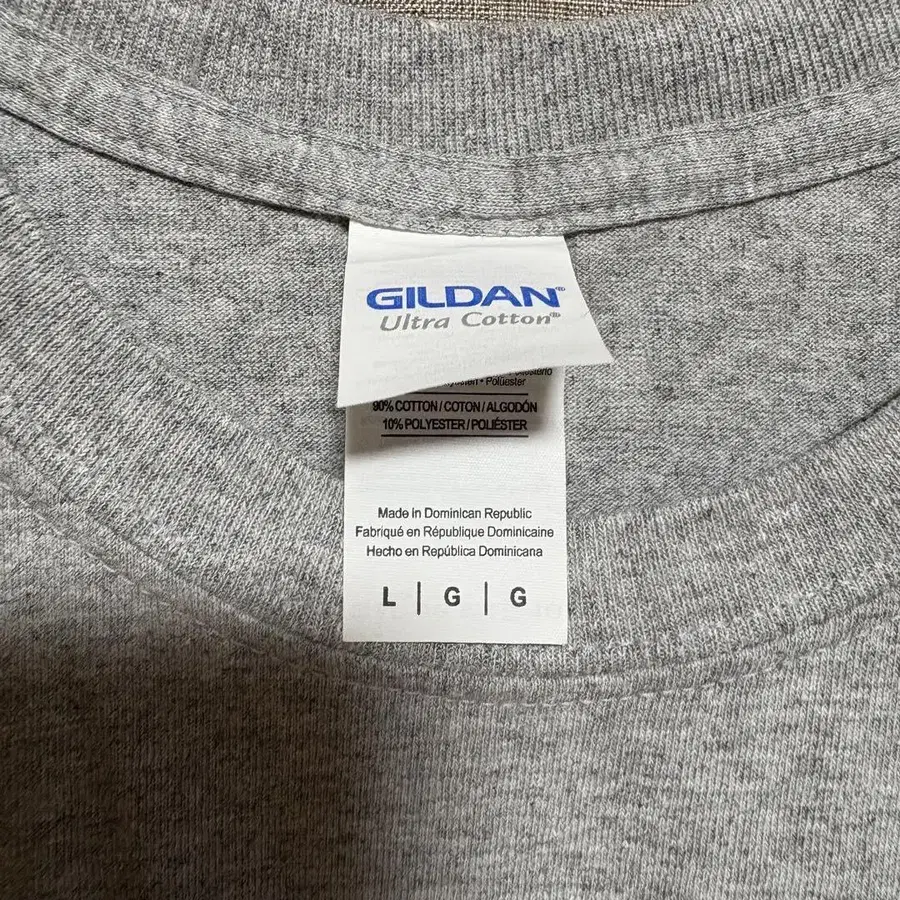 GILDAN®
Ultra Cotton®
• Poliéster
90% COTTON / COTON / ALGODÓN
10% POLYESTER / POLIÉSTER
Made in Dominican Republic
Fabriqué en République Dominicaine
Hecho en República Dominicana
L | G | G